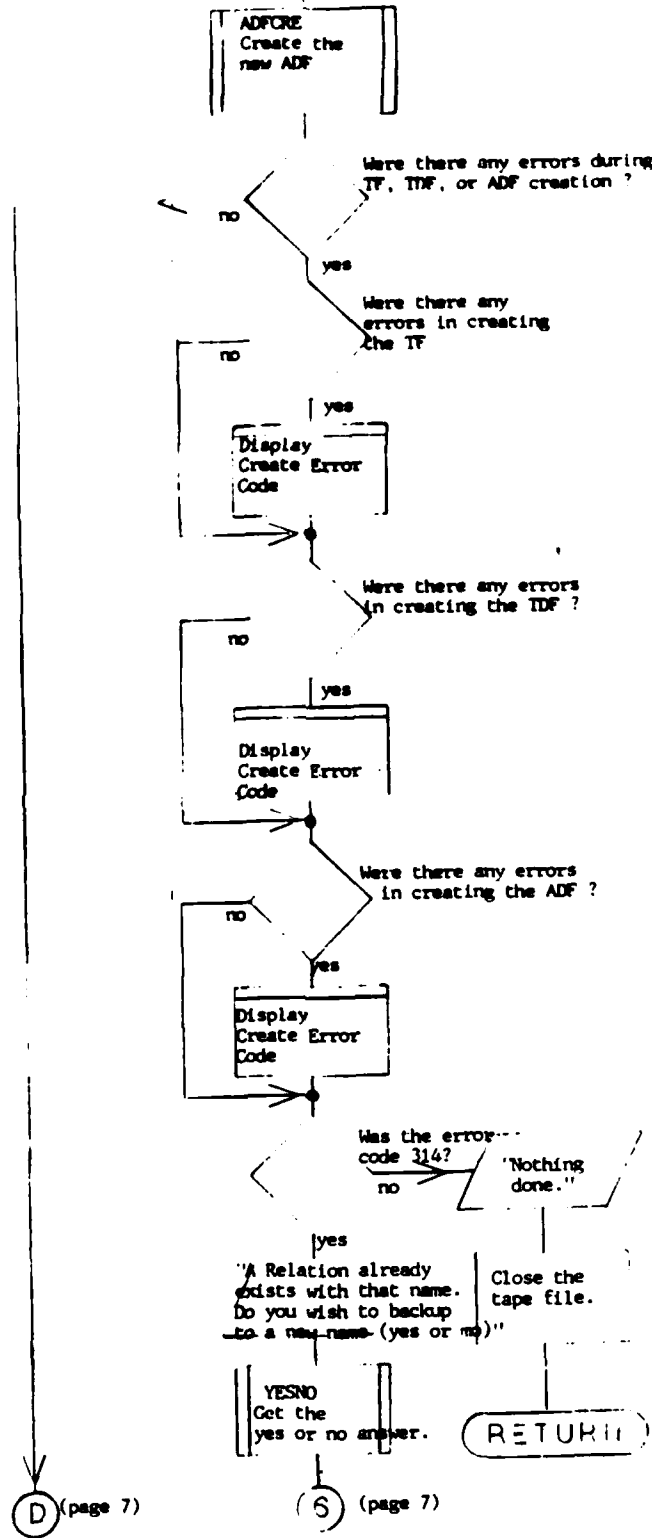 ADFCRE
Create the
new ADF
Were there any errors during
TF, TDF, or ADF creation ?
no
yes
Were there any
errors in creating
the TF
no
yes
Display
Create Error
Code
Were there any errors
in creating the TDF ?
no
yes
Display
Create Error
Code
Were there any errors
in creating the ADF ?
no
yes
Display
Create Error
Code
Was the error
code 314?
no
"Nothing
done."
yes
"A Relation already
exists with that name.
Do you wish to backup
to a new name (yes or no)"
Close the
tape file.
YESNO
Get the
yes or no answer.
RETURN
D (page 7)
6 (page 7)